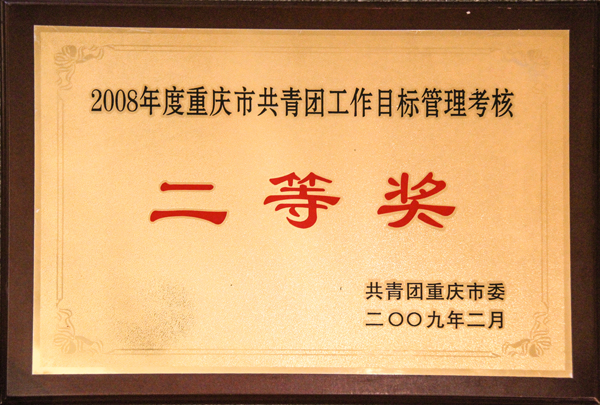 2008年度重庆市共青团工作目标管理考核
二等奖
共青团重庆市委
二〇〇九年二月